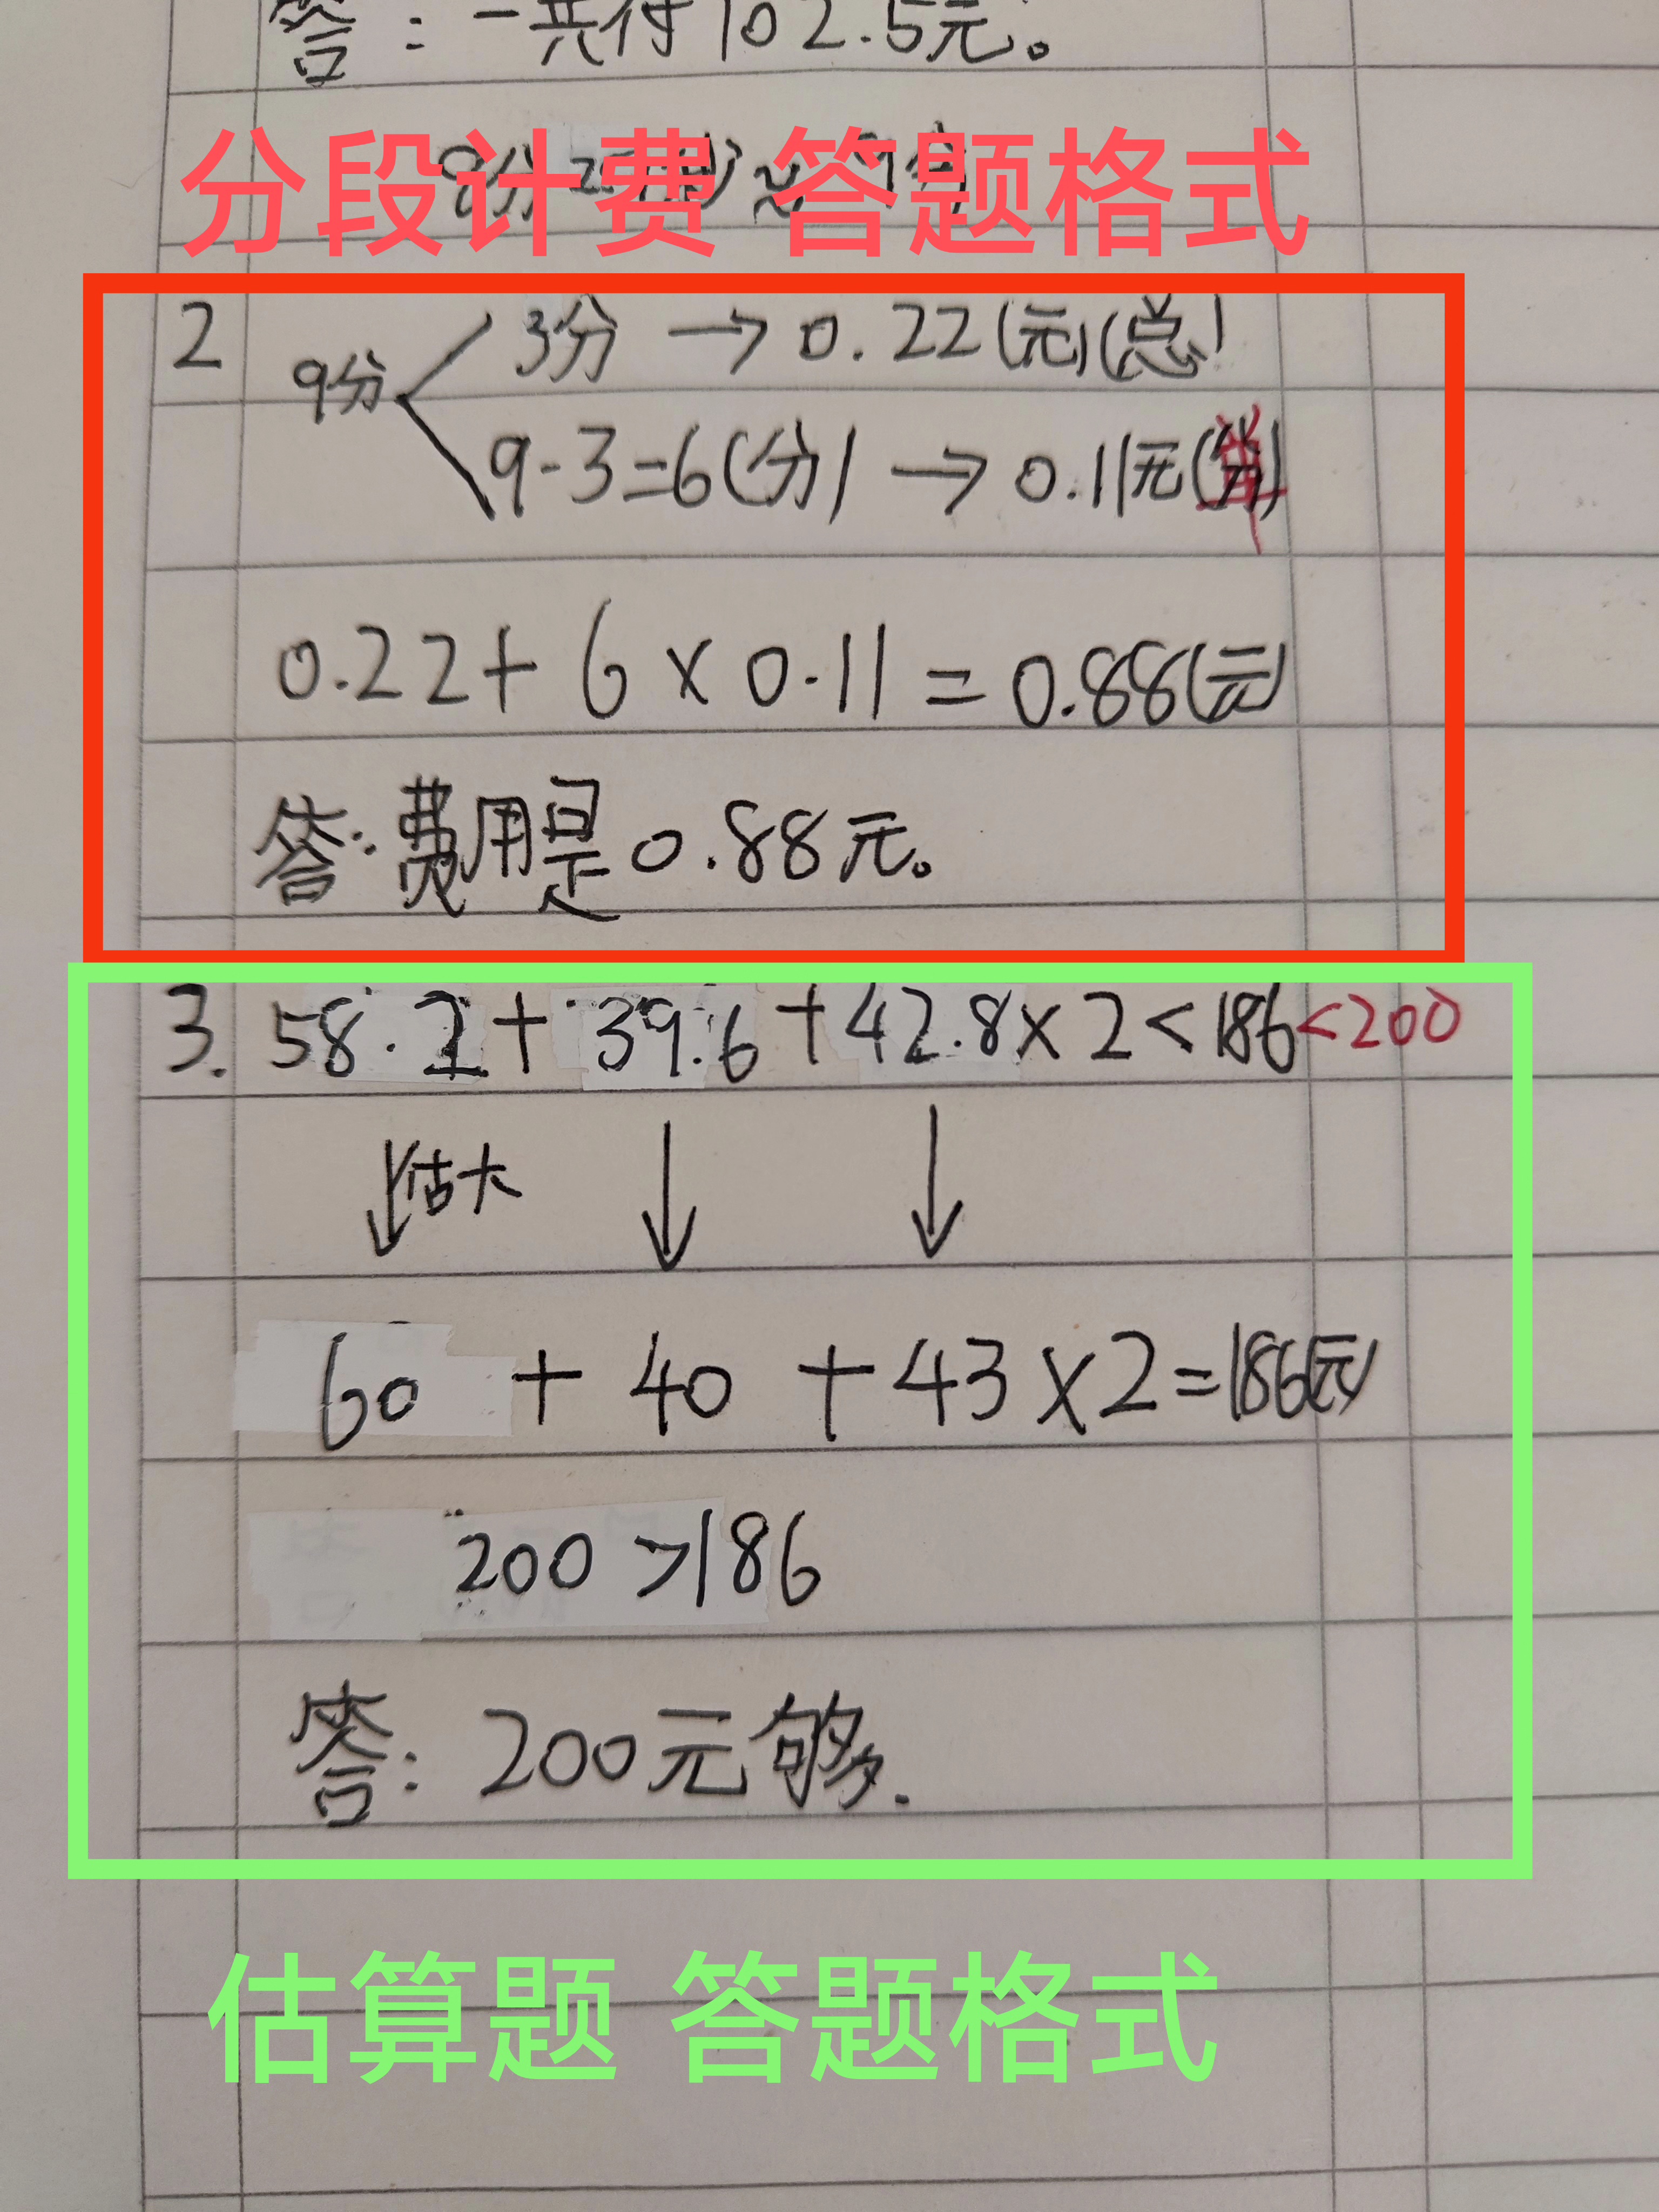 答：一共付102.5元。
分段计费 答题格式
2 9分 3分 → 0.22(元)(总)
9-3=6(分) → 0.11元(单)
0.22+6×0.11=0.88(元)
答：费用是0.88元。
3. 58.2+39.6+42.8×2<186<200
↓估大 ↓ ↓
60+40+43×2=186(元)
200>186
答：200元够.
估算题 答题格式